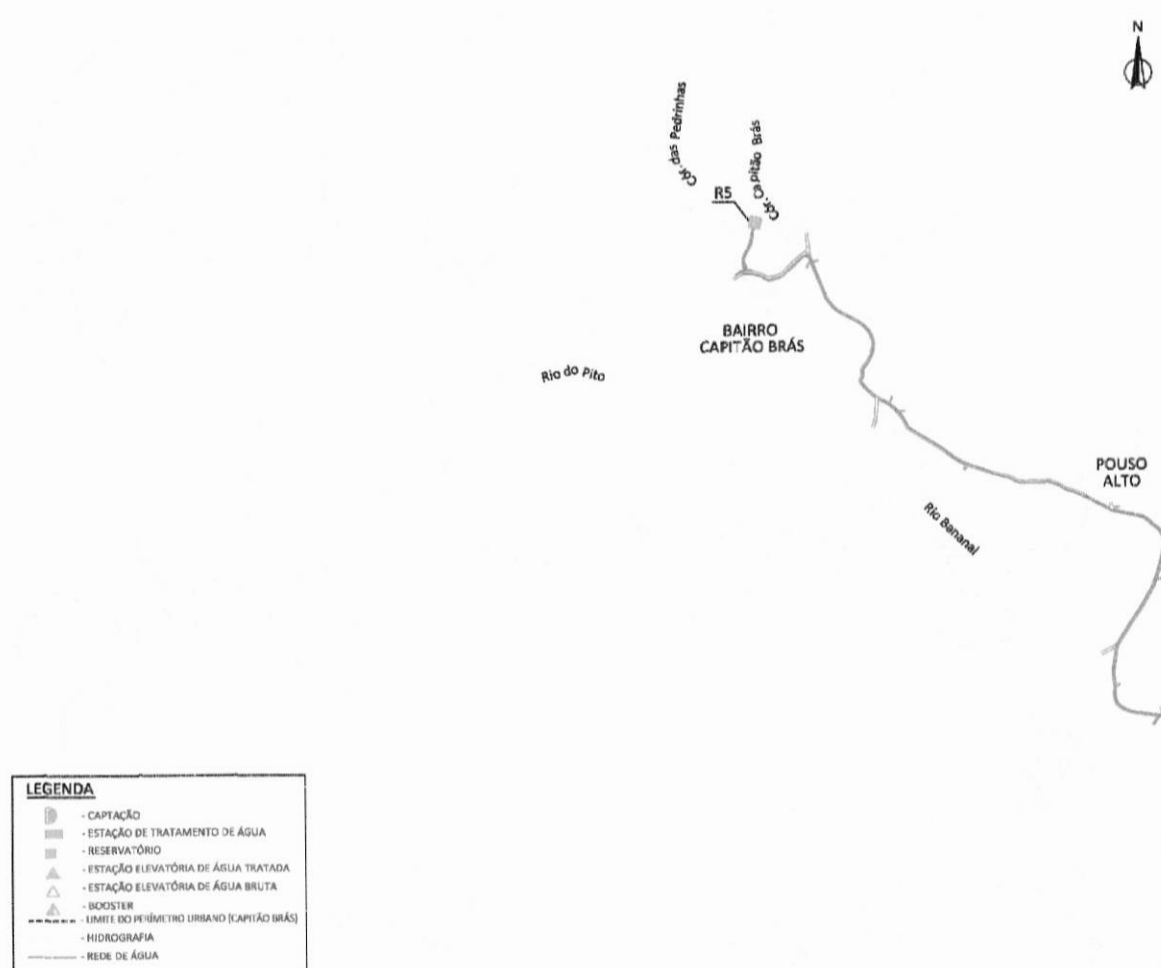 N
Cór. das Pedrinhas
Cór. Capitão Brás
R5
BAIRRO
CAPITÃO BRÁS
Rio do Pito
POUSO
ALTO
Rio Bananal
LEGENDA
- CAPTAÇÃO
- ESTAÇÃO DE TRATAMENTO DE ÁGUA
- RESERVATÓRIO
- ESTAÇÃO ELEVATÓRIA DE ÁGUA TRATADA
- ESTAÇÃO ELEVATÓRIA DE ÁGUA BRUTA
- BOOSTER
- LIMITE DO PERÍMETRO URBANO (CAPITÃO BRÁS)
- HIDROGRAFIA
- REDE DE ÁGUA